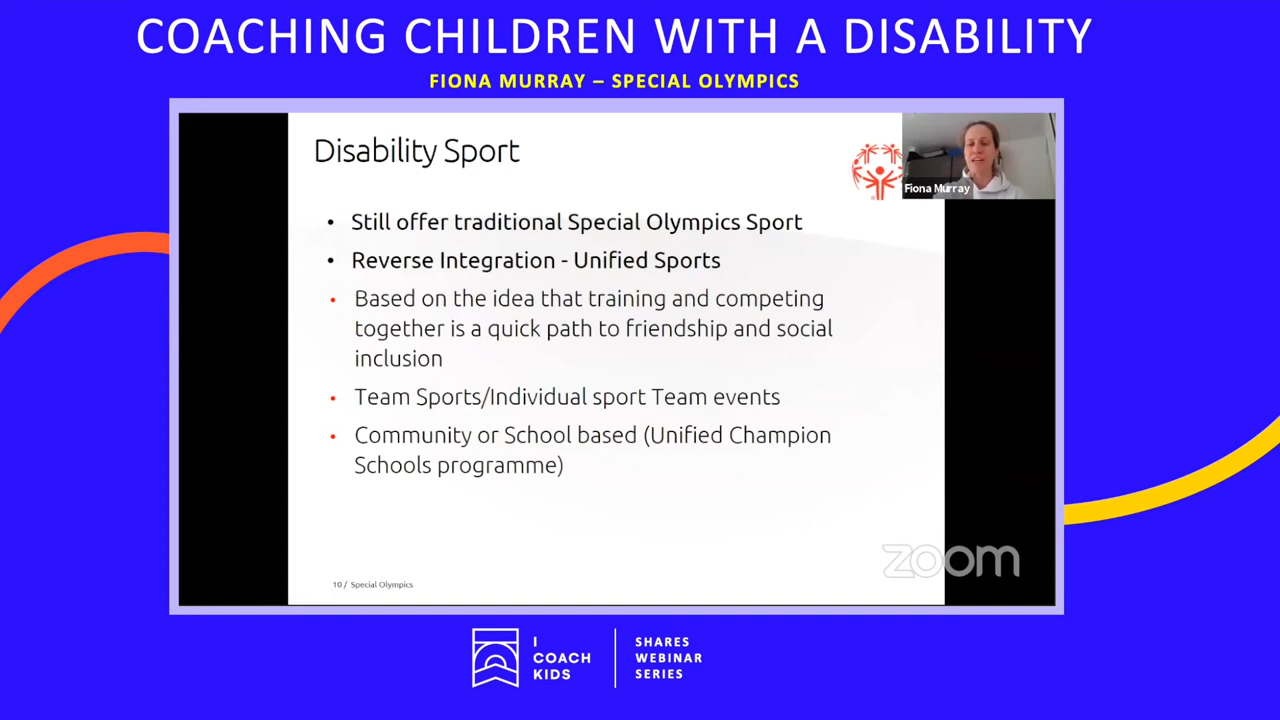 COACHING CHILDREN WITH A DISABILITY
FIONA MURRAY – SPECIAL OLYMPICS
Disability Sport
Fiona Murray
• Still offer traditional Special Olympics Sport
• Reverse Integration - Unified Sports
• Based on the idea that training and competing
together is a quick path to friendship and social
inclusion
• Team Sports/Individual sport Team events
• Community or School based (Unified Champion
Schools programme)
10 / Special Olympics
zoom
I
COACH
KIDS
SHARES
WEBINAR
SERIES